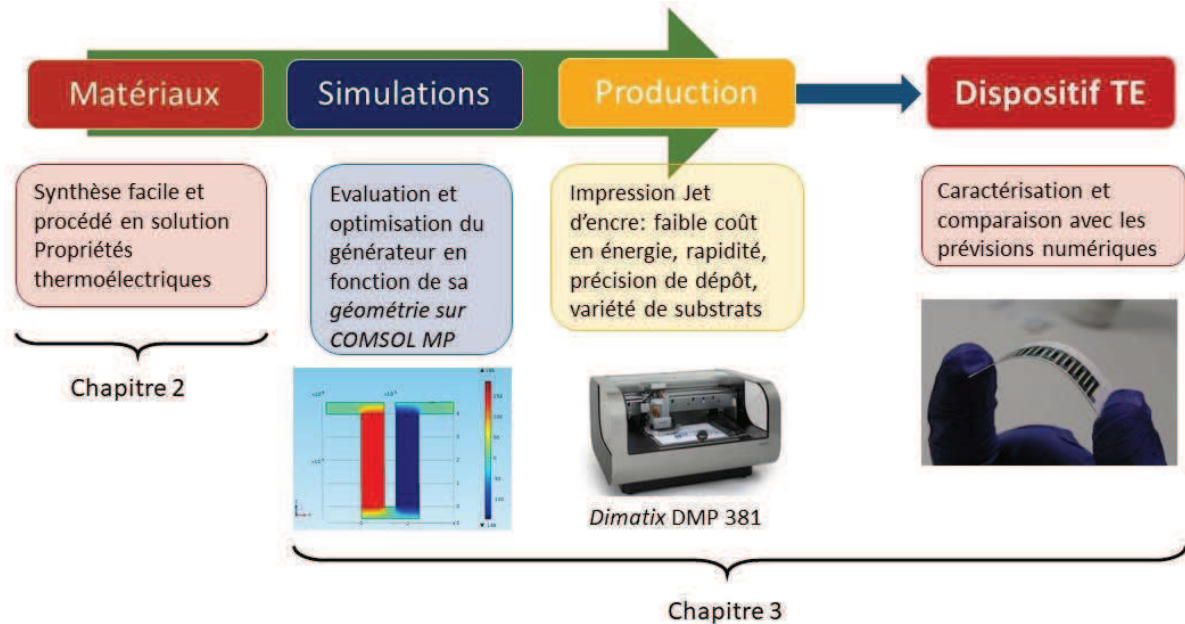 Matériaux
Simulations
Production
Dispositif TE
Synthèse facile et
procédé en solution
Propriétés
thermoélectriques
Evaluation et
optimisation du
générateur en
fonction de sa
géométrie sur
COMSOL MP
Impression Jet
d'encre: faible coût
en énergie, rapidité,
précision de dépôt,
variété de substrats
Caractérisation et
comparaison avec les
prévisions numériques
Chapitre 2
Dimatix DMP 381
Chapitre 3